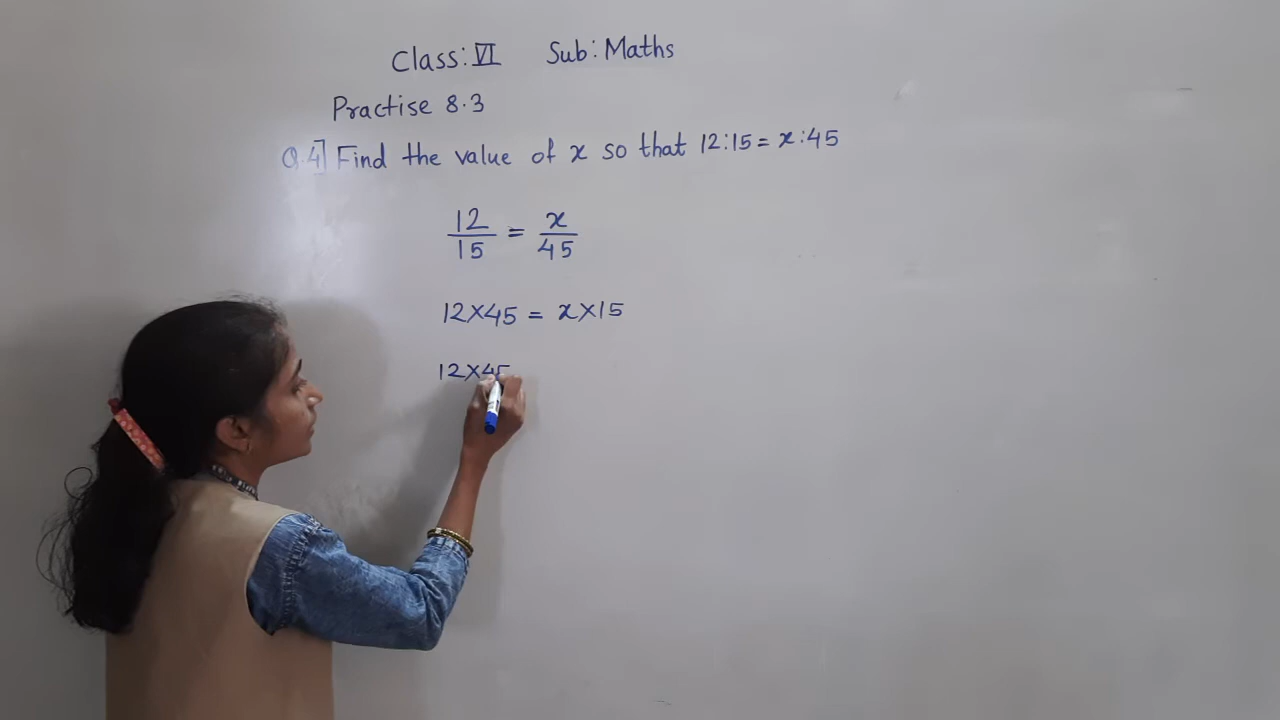 Class: VI Sub: Maths
Practise 8.3
Q.4] Find the value of x so that 12:15 = x:45
12/15 = x/45
12×45 = x×15
12×45